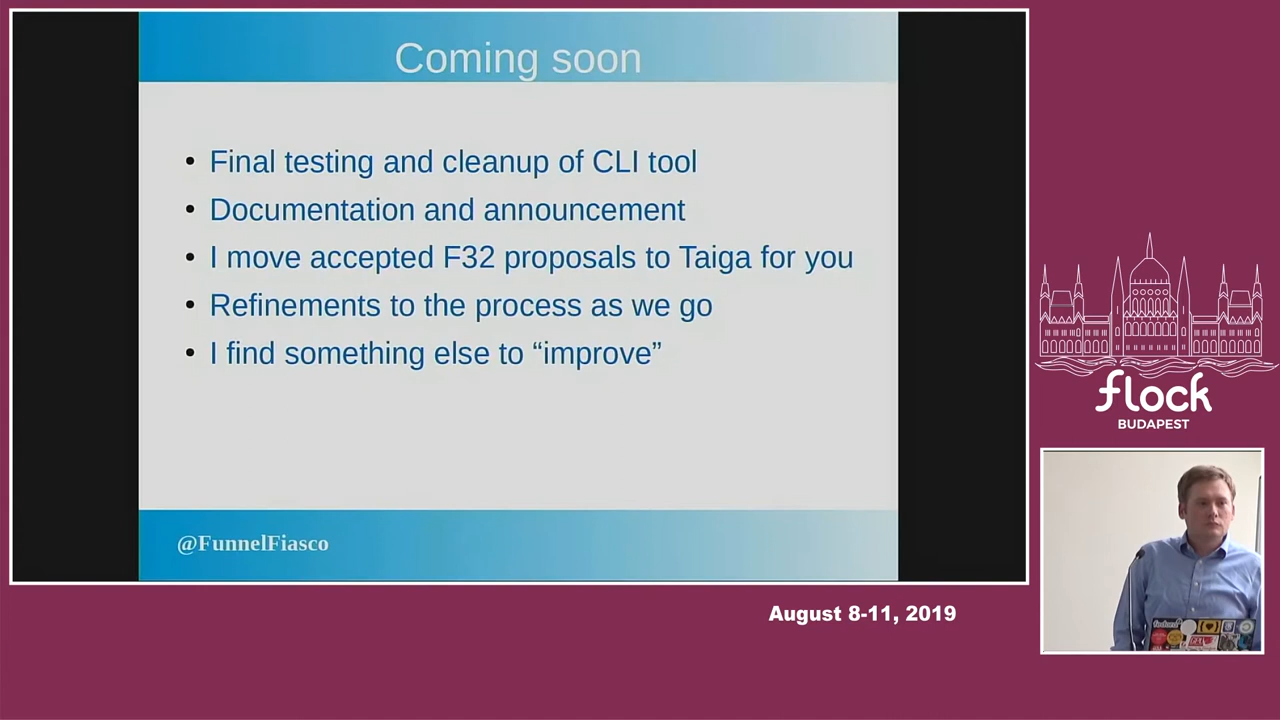 Coming soon
• Final testing and cleanup of CLI tool
• Documentation and announcement
• I move accepted F32 proposals to Taiga for you
• Refinements to the process as we go
• I find something else to “improve”
@FunnelFiasco
flock
BUDAPEST
August 8-11, 2019